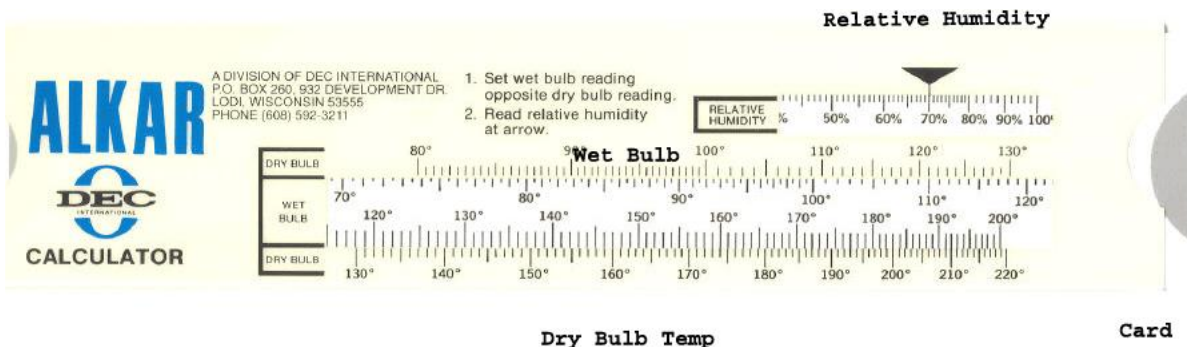 Relative Humidity
ALKAR
A DIVISION OF DEC INTERNATIONAL
P.O. BOX 260, 932 DEVELOPMENT DR.
LODI, WISCONSIN 53555
PHONE (608) 592-3211
1. Set wet bulb reading
opposite dry bulb reading.
2. Read relative humidity
at arrow.
RELATIVE
HUMIDITY
% 50% 60% 70% 80% 90% 100%
DEC
INTERNATIONAL
CALCULATOR
DRY BULB
80° 90° 100° 110° 120° 130°
Wet Bulb
WET
BULB
70° 80° 90° 100° 110° 120°
120° 130° 140° 150° 160° 170° 180° 190° 200°
DRY BULB
130° 140° 150° 160° 170° 180° 190° 200° 210° 220°
Dry Bulb Temp
Card